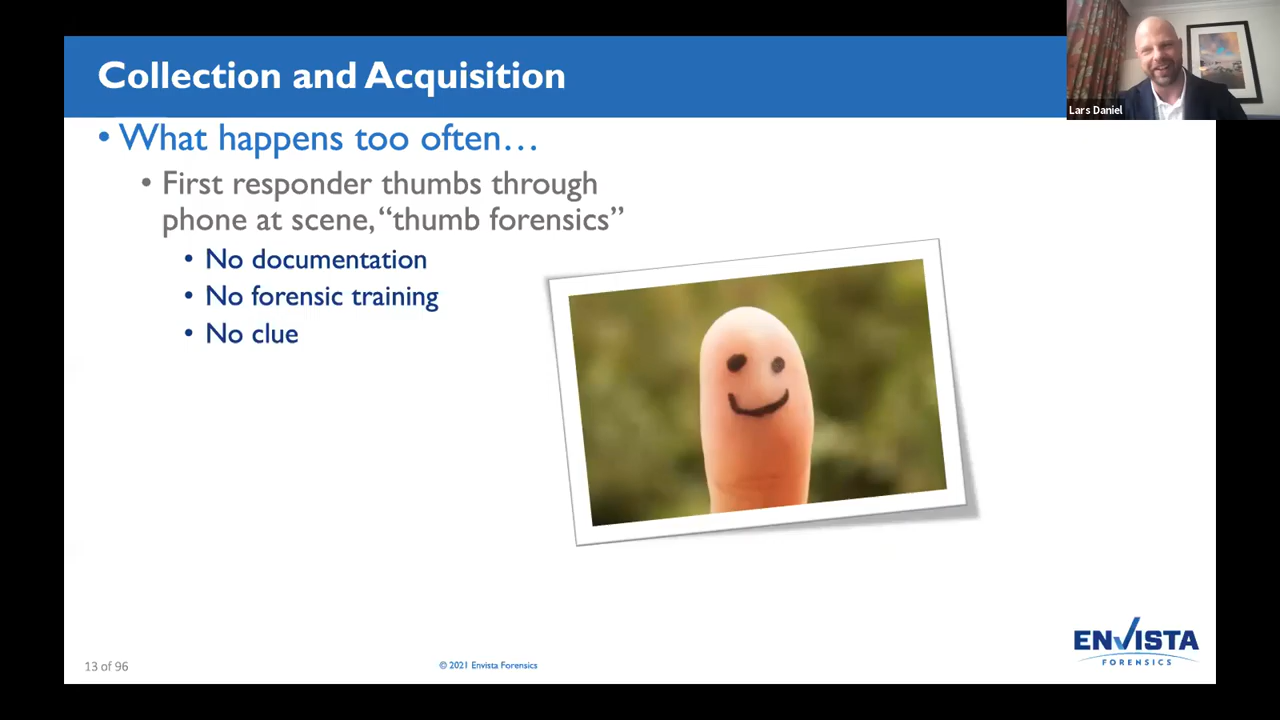 Collection and Acquisition
Lars Daniel
• What happens too often…
• First responder thumbs through
phone at scene, “thumb forensics”
• No documentation
• No forensic training
• No clue
ENVISTA
FORENSICS
13 of 96
© 2021 Envista Forensics